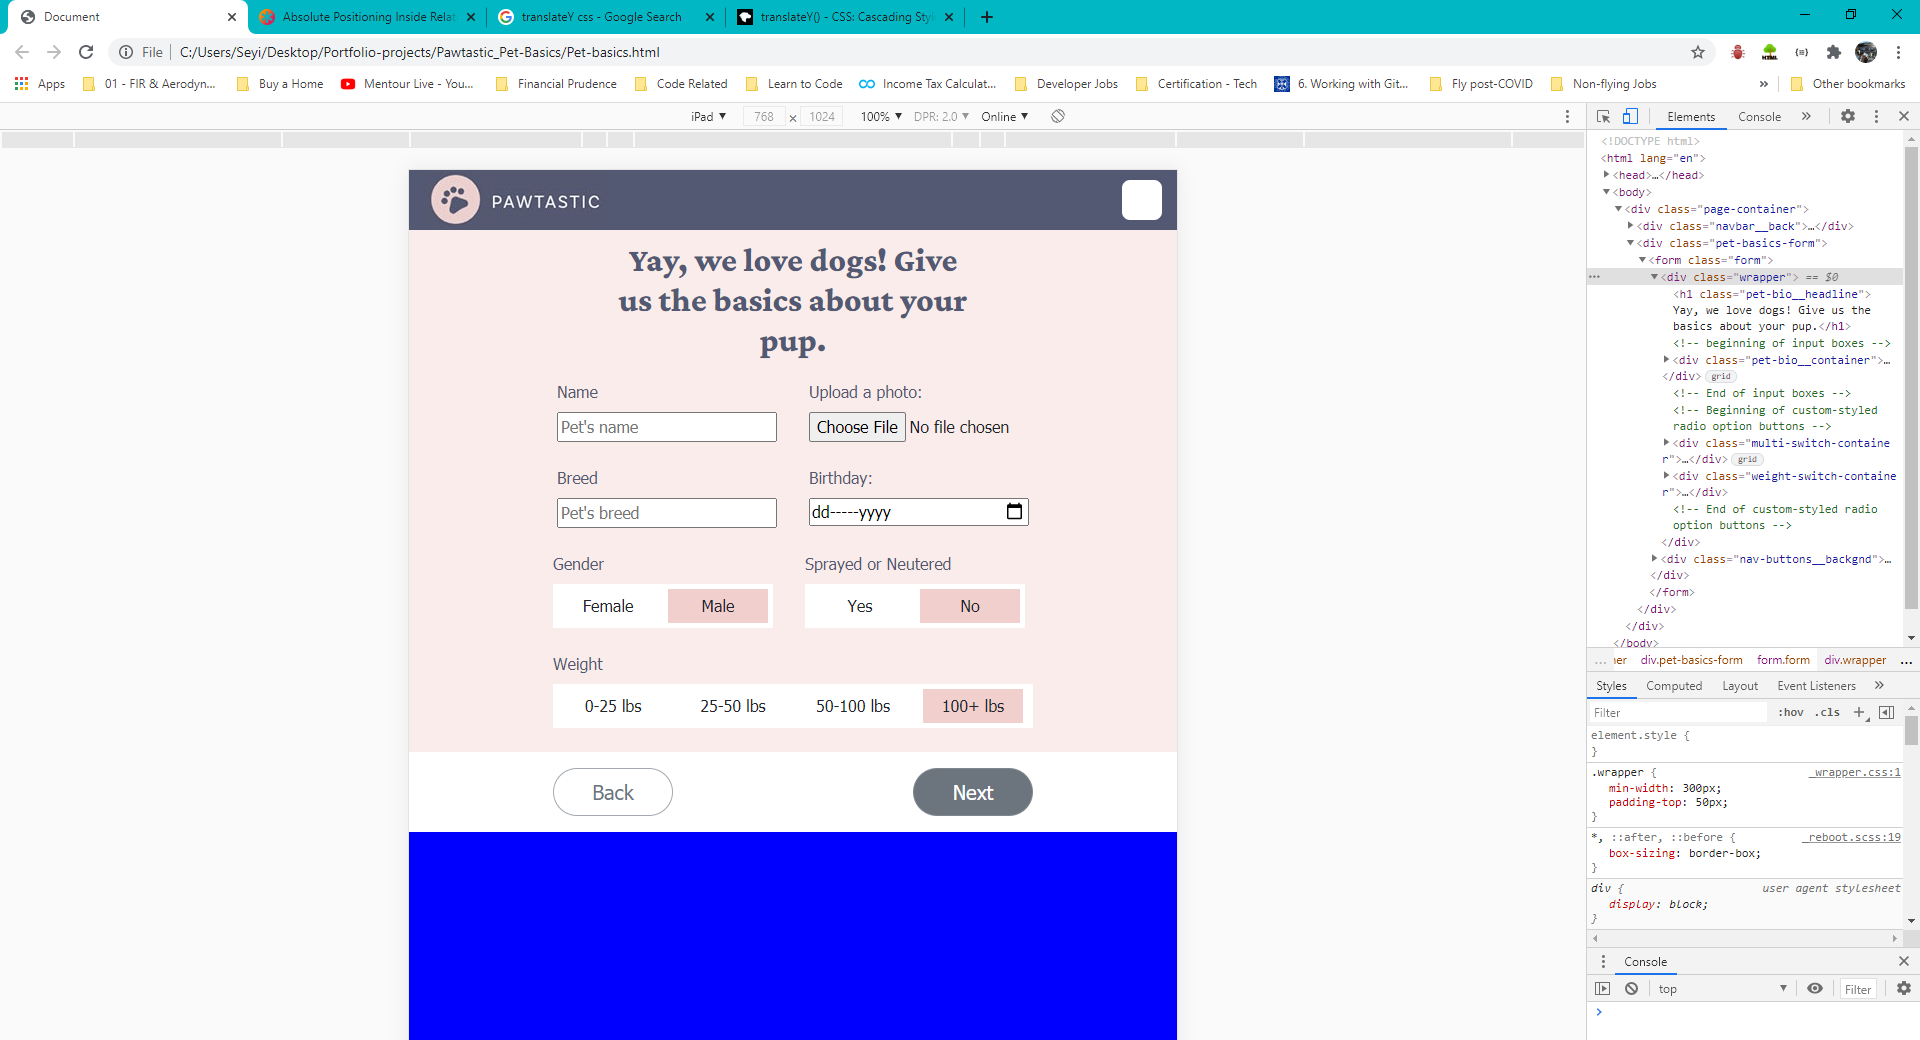 Document
Absolute Positioning Inside Relat
translateY css - Google Search
translateY() - CSS: Cascading Styl
File
C:/Users/Seyi/Desktop/Portfolio-projects/Pawtastic_Pet-Basics/Pet-basics.html
Apps
01 - FIR & Aerodyn...
Buy a Home
Mentour Live - You...
Financial Prudence
Code Related
Learn to Code
Income Tax Calculat...
Developer Jobs
Certification - Tech
6. Working with Git...
Fly post-COVID
Non-flying Jobs
»
Other bookmarks
iPad ▼ 768 × 1024 100% ▼ DPR: 2.0 ▼ Online ▼
PAWTASTIC
Yay, we love dogs! Give
us the basics about your
pup.
Name
Upload a photo:
Pet's name
Choose File No file chosen
Breed
Birthday:
Pet's breed
dd-----yyyy
Gender
Sprayed or Neutered
Female Male
Yes No
Weight
0-25 lbs 25-50 lbs 50-100 lbs 100+ lbs
Back
Next
Elements Console »
<!DOCTYPE html>
<html lang="en">
<head>…</head>
<body>
<div class="page-container">
<div class="navbar__back">…</div>
<div class="pet-basics-form">
<form class="form">
… <div class="wrapper"> == $0
<h1 class="pet-bio__headline">
Yay, we love dogs! Give us the
basics about your pup.</h1>
<!-- beginning of input boxes -->
<div class="pet-bio__container">…
</div> grid
<!-- End of input boxes -->
<!-- Beginning of custom-styled
radio option buttons -->
<div class="multi-switch-containe
r">…</div> grid
<div class="weight-switch-contain
er">…</div>
<!-- End of custom-styled radio
option buttons -->
</div>
<div class="nav-buttons__backgnd">…
</div>
</form>
</div>
</div>
</body>
... ner div.pet-basics-form form.form div.wrapper ...
Styles Computed Layout Event Listeners »
Filter :hov .cls +
element.style {
}
.wrapper { _wrapper.css:1
min-width: 300px;
padding-top: 50px;
}
*, ::after, ::before { _reboot.scss:19
box-sizing: border-box;
}
div { user agent stylesheet
display: block;
}
Console
top ▼ Filter